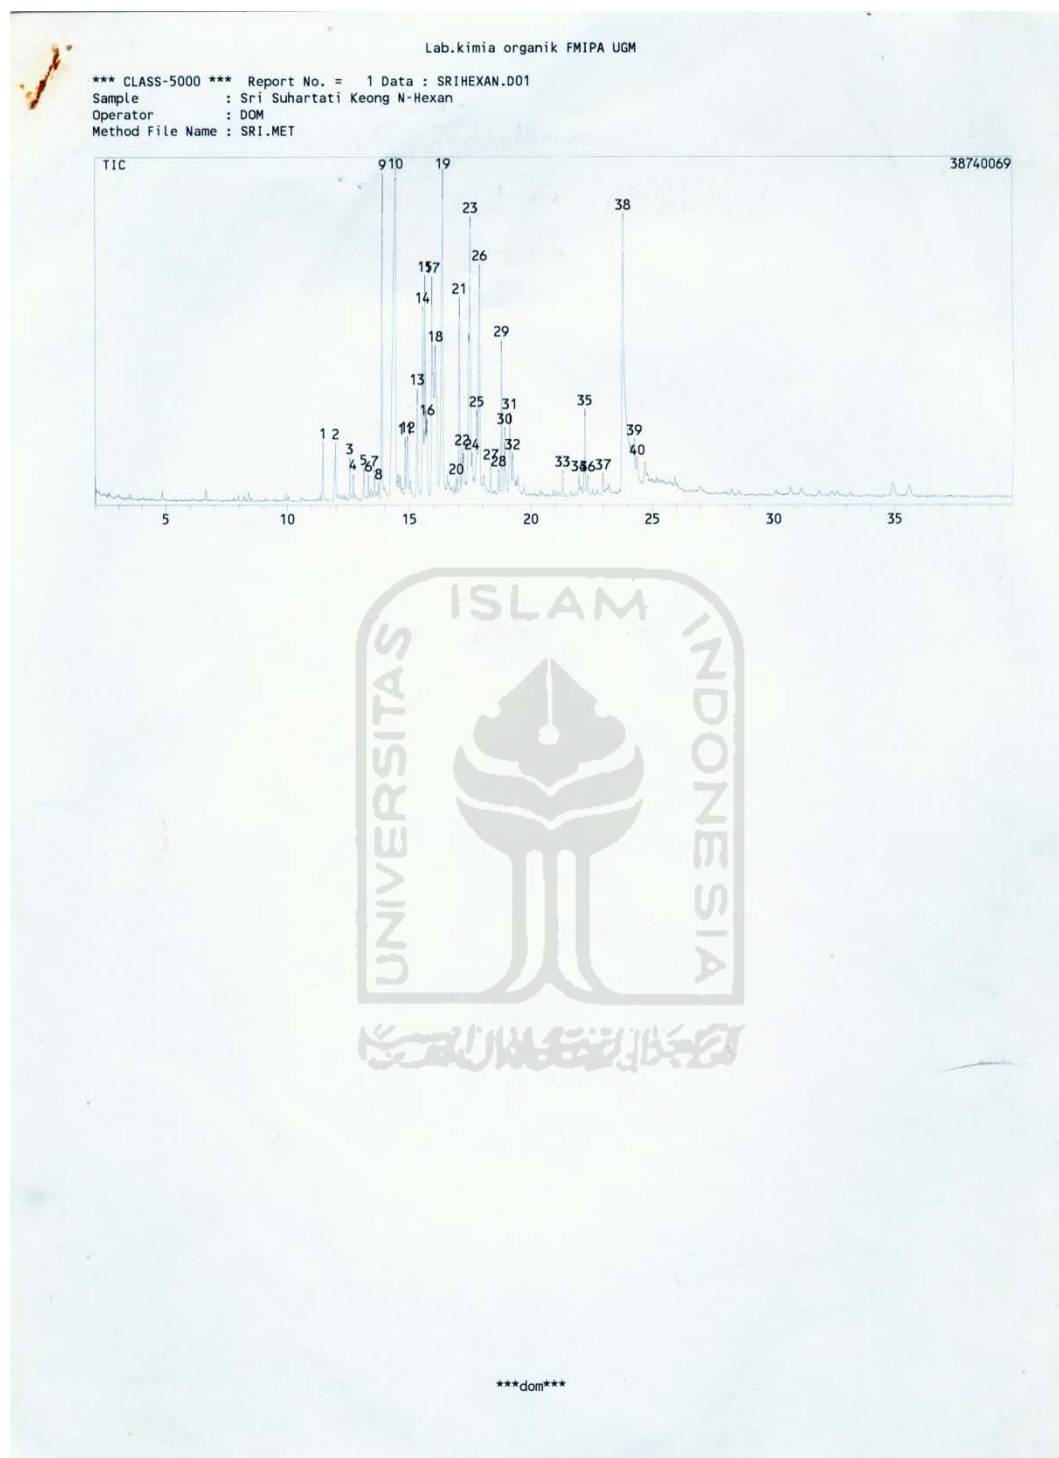 Lab.kimia organik FMIPA UGM
*** CLASS-5000 *** Report No. = 1 Data : SRIHEXAN.D01
Sample : Sri Suhartati Keong N-Hexan
Operator : DOM
Method File Name : SRI.MET
TIC 38740069
9 10 19
38
23
26
15 17
21
14
29
18
13
35
25 31
16
30
1 2 11 12 39
22 24 32
3 40
27
4 5 6 7 28 33 34 36 37
8 20
5 10 15 20 25 30 35
ISLAM
UNIVERSITAS
INDONESIA
***dom***